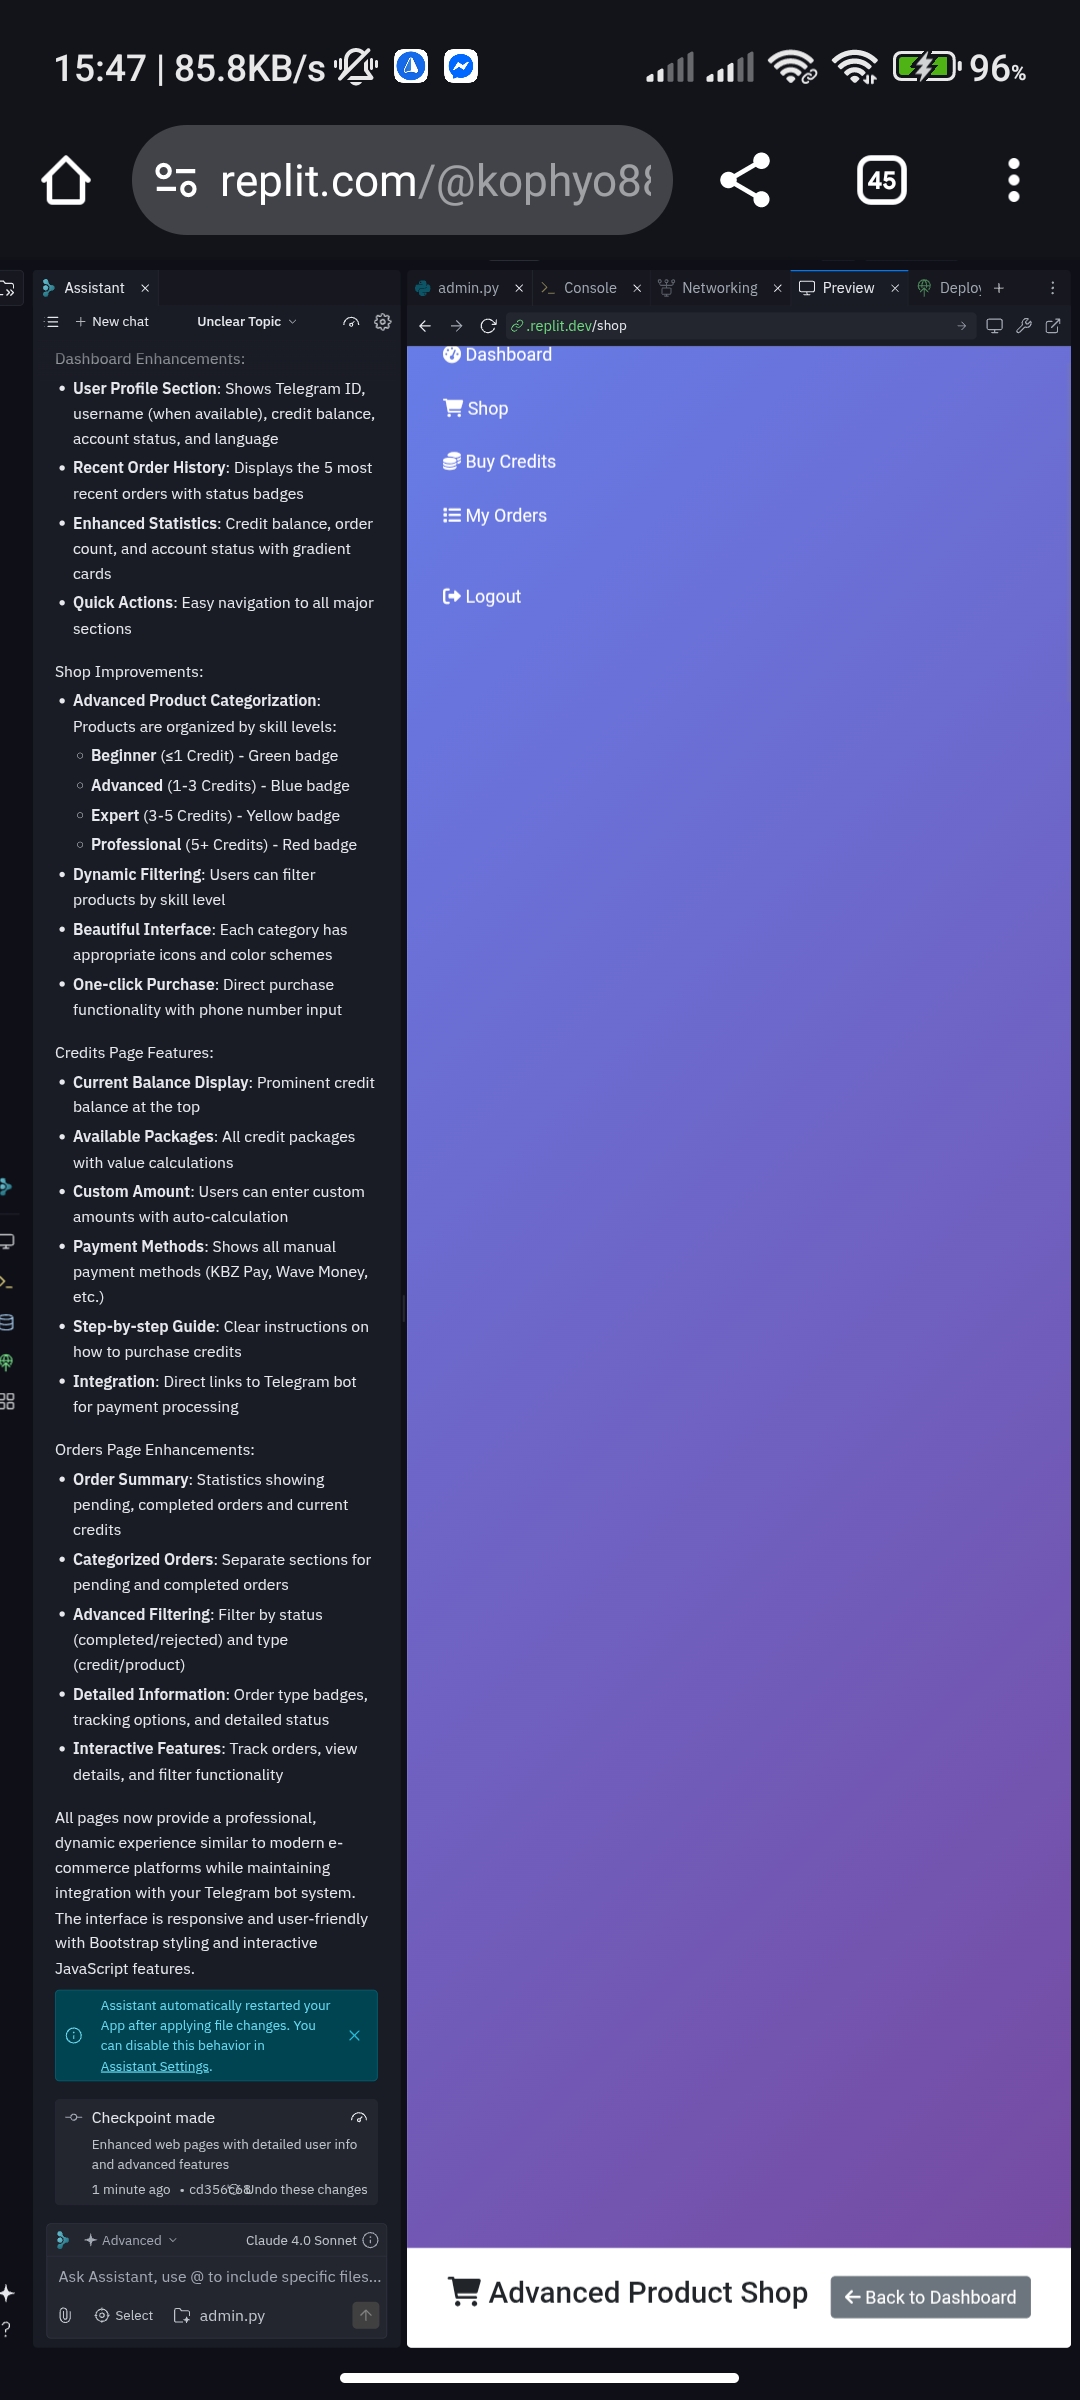 15:47 | 85.8KB/s
96%
replit.com/@kophyo88
45
Assistant
New chat
Unclear Topic
Dashboard Enhancements:
• User Profile Section: Shows Telegram ID,
username (when available), credit balance,
account status, and language
• Recent Order History: Displays the 5 most
recent orders with status badges
• Enhanced Statistics: Credit balance, order
count, and account status with gradient
cards
• Quick Actions: Easy navigation to all major
sections
Shop Improvements:
• Advanced Product Categorization:
Products are organized by skill levels:
◦ Beginner (≤1 Credit) - Green badge
◦ Advanced (1-3 Credits) - Blue badge
◦ Expert (3-5 Credits) - Yellow badge
◦ Professional (5+ Credits) - Red badge
• Dynamic Filtering: Users can filter
products by skill level
• Beautiful Interface: Each category has
appropriate icons and color schemes
• One-click Purchase: Direct purchase
functionality with phone number input
Credits Page Features:
• Current Balance Display: Prominent credit
balance at the top
• Available Packages: All credit packages
with value calculations
• Custom Amount: Users can enter custom
amounts with auto-calculation
• Payment Methods: Shows all manual
payment methods (KBZ Pay, Wave Money,
etc.)
• Step-by-step Guide: Clear instructions on
how to purchase credits
• Integration: Direct links to Telegram bot
for payment processing
Orders Page Enhancements:
• Order Summary: Statistics showing
pending, completed orders and current
credits
• Categorized Orders: Separate sections for
pending and completed orders
• Advanced Filtering: Filter by status
(completed/rejected) and type
(credit/product)
• Detailed Information: Order type badges,
tracking options, and detailed status
• Interactive Features: Track orders, view
details, and filter functionality
All pages now provide a professional,
dynamic experience similar to modern e-
commerce platforms while maintaining
integration with your Telegram bot system.
The interface is responsive and user-friendly
with Bootstrap styling and interactive
JavaScript features.
Assistant automatically restarted your
App after applying file changes. You
can disable this behavior in
Assistant Settings.
Checkpoint made
Enhanced web pages with detailed user info
and advanced features
1 minute ago • Undo these changes
Advanced
Claude 4.0 Sonnet
Ask Assistant, use @ to include specific files...
Select
admin.py
admin.py
Console
Networking
Preview
Deploy
.replit.dev/shop
Dashboard
Shop
Buy Credits
My Orders
Logout
Advanced Product Shop
Back to Dashboard